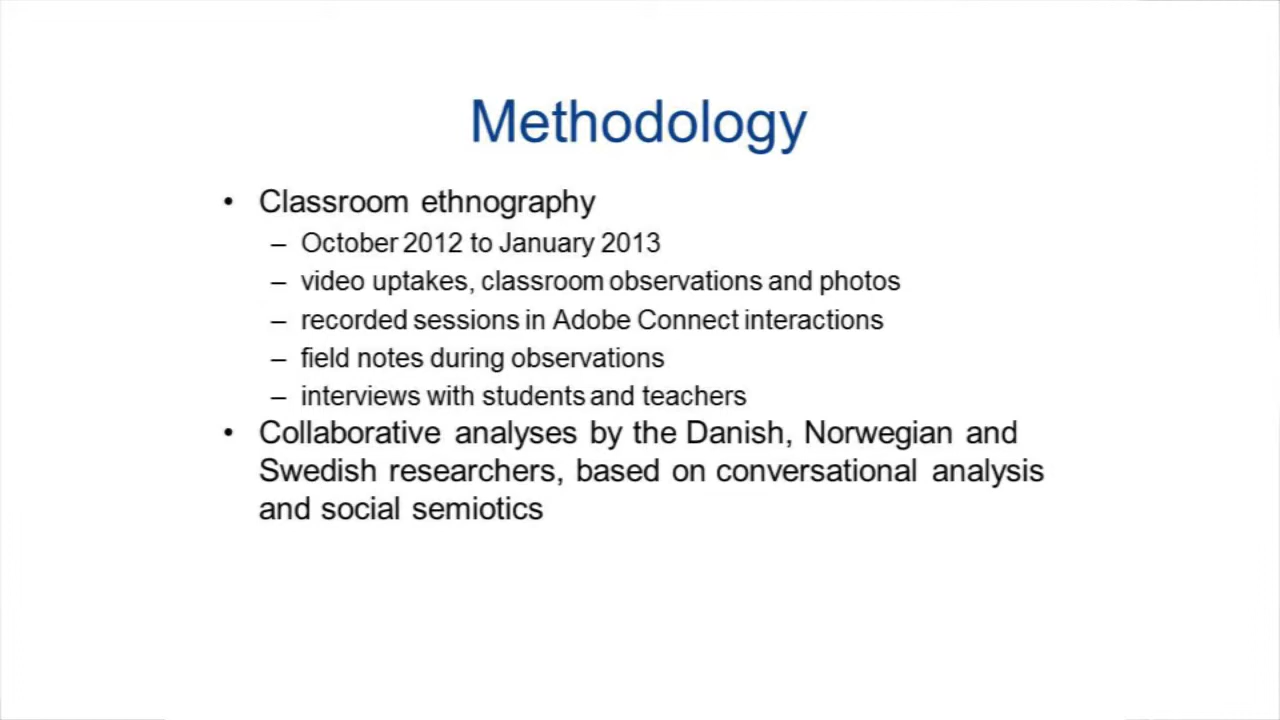 Methodology
• Classroom ethnography
– October 2012 to January 2013
– video uptakes, classroom observations and photos
– recorded sessions in Adobe Connect interactions
– field notes during observations
– interviews with students and teachers
• Collaborative analyses by the Danish, Norwegian and
Swedish researchers, based on conversational analysis
and social semiotics